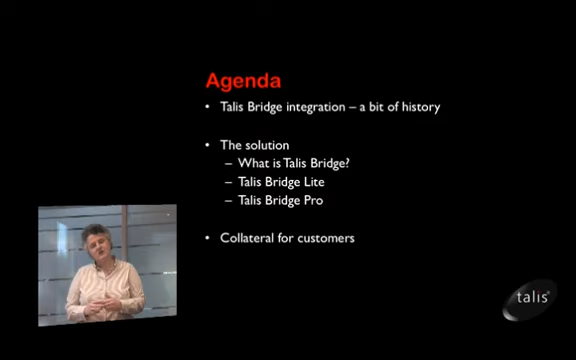 Agenda
• Talis Bridge integration – a bit of history
• The solution
– What is Talis Bridge?
– Talis Bridge Lite
– Talis Bridge Pro
• Collateral for customers
talis